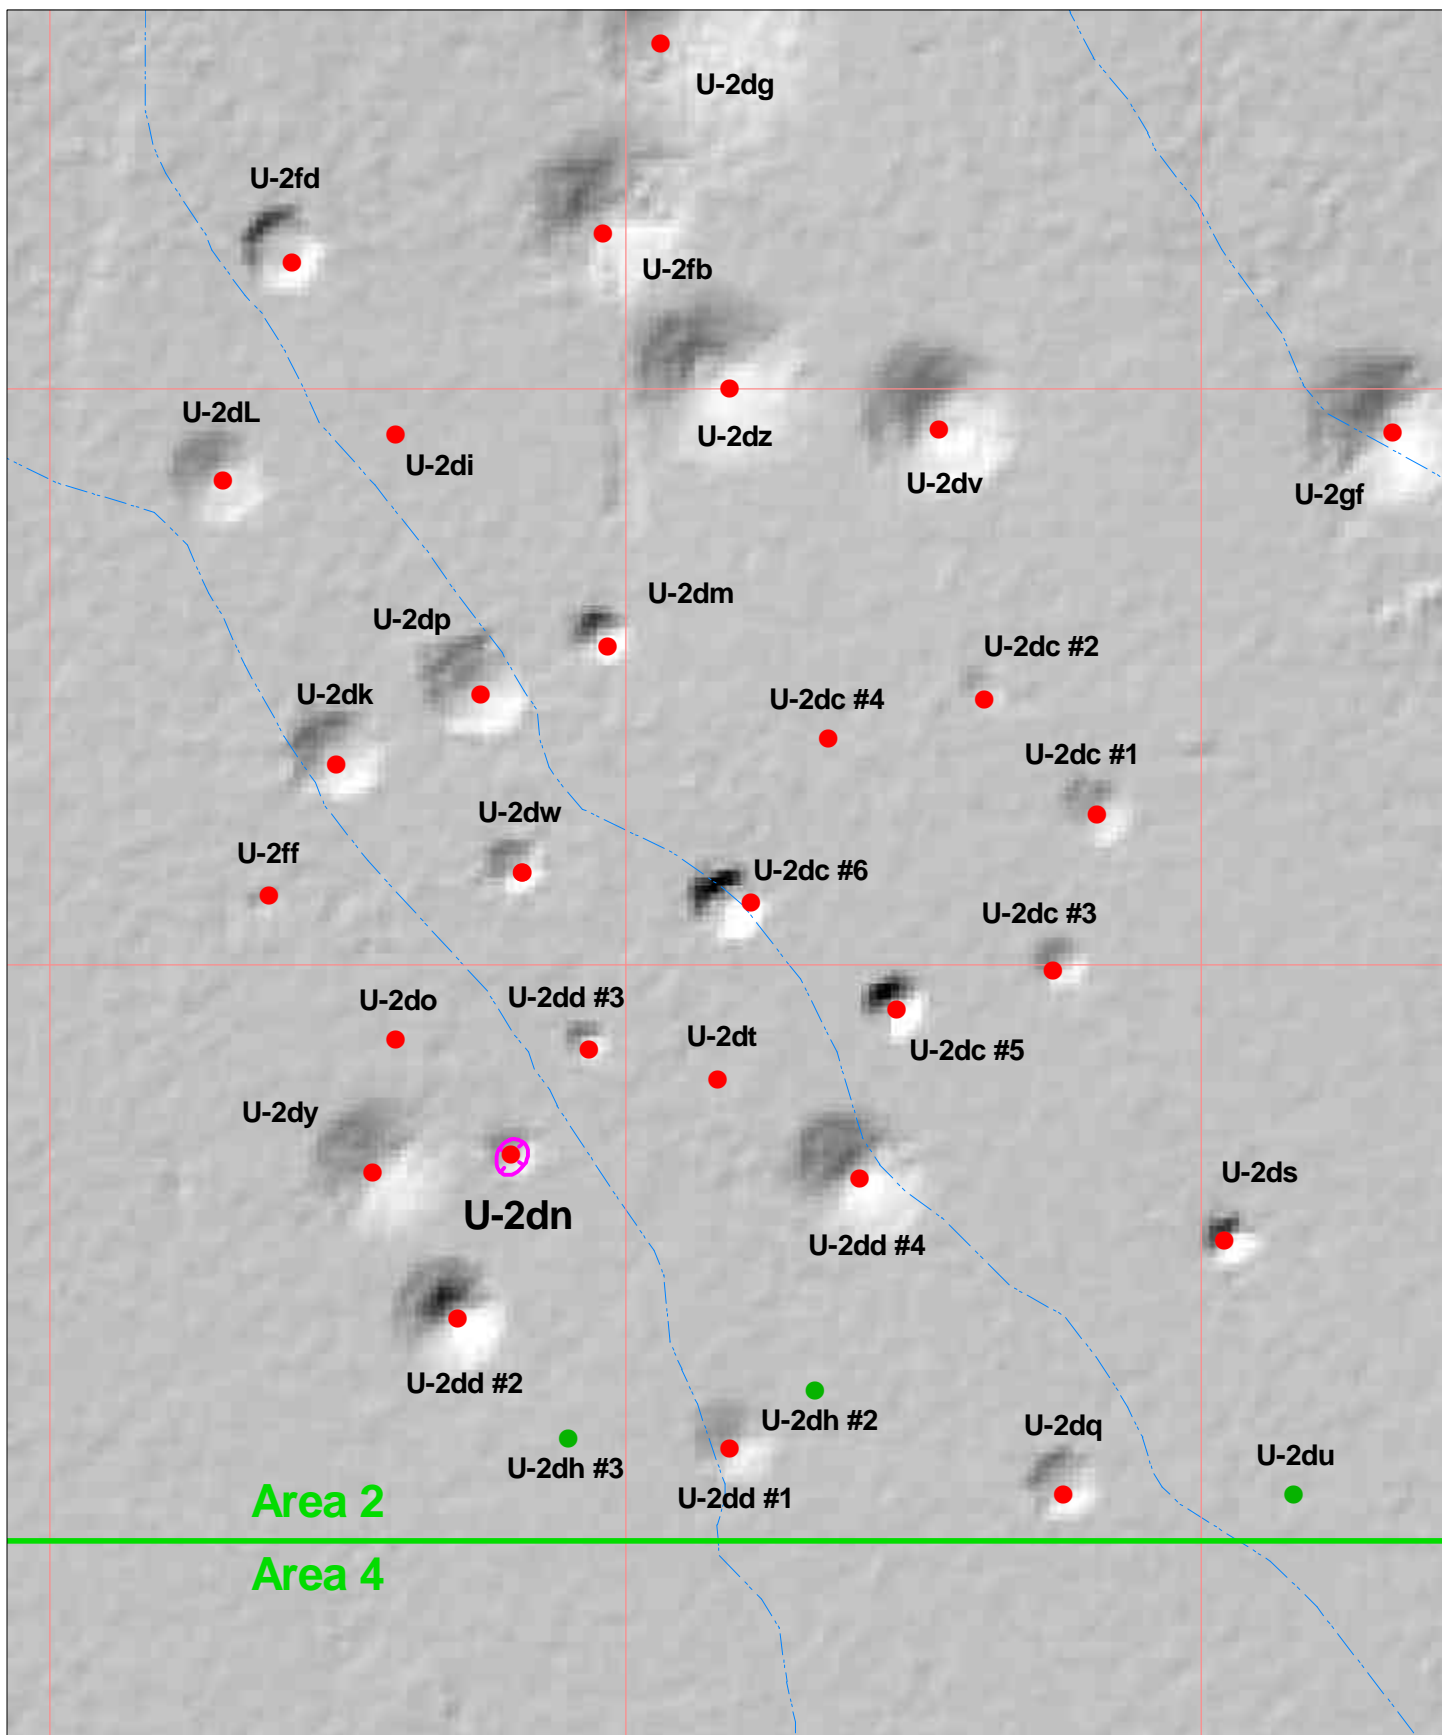 U-2dg
U-2fd
U-2fb
U-2dL
U-2di
U-2dz
U-2dv
U-2gf
U-2dm
U-2dp
U-2dc #2
U-2dk
U-2dc #4
U-2dc #1
U-2dw
U-2ff
U-2dc #6
U-2dc #3
U-2do
U-2dd #3
U-2dt
U-2dc #5
U-2dy
U-2ds
U-2dn
U-2dd #4
U-2dd #2
U-2dh #2
U-2dq
U-2du
U-2dh #3
U-2dd #1
Area 2
Area 4